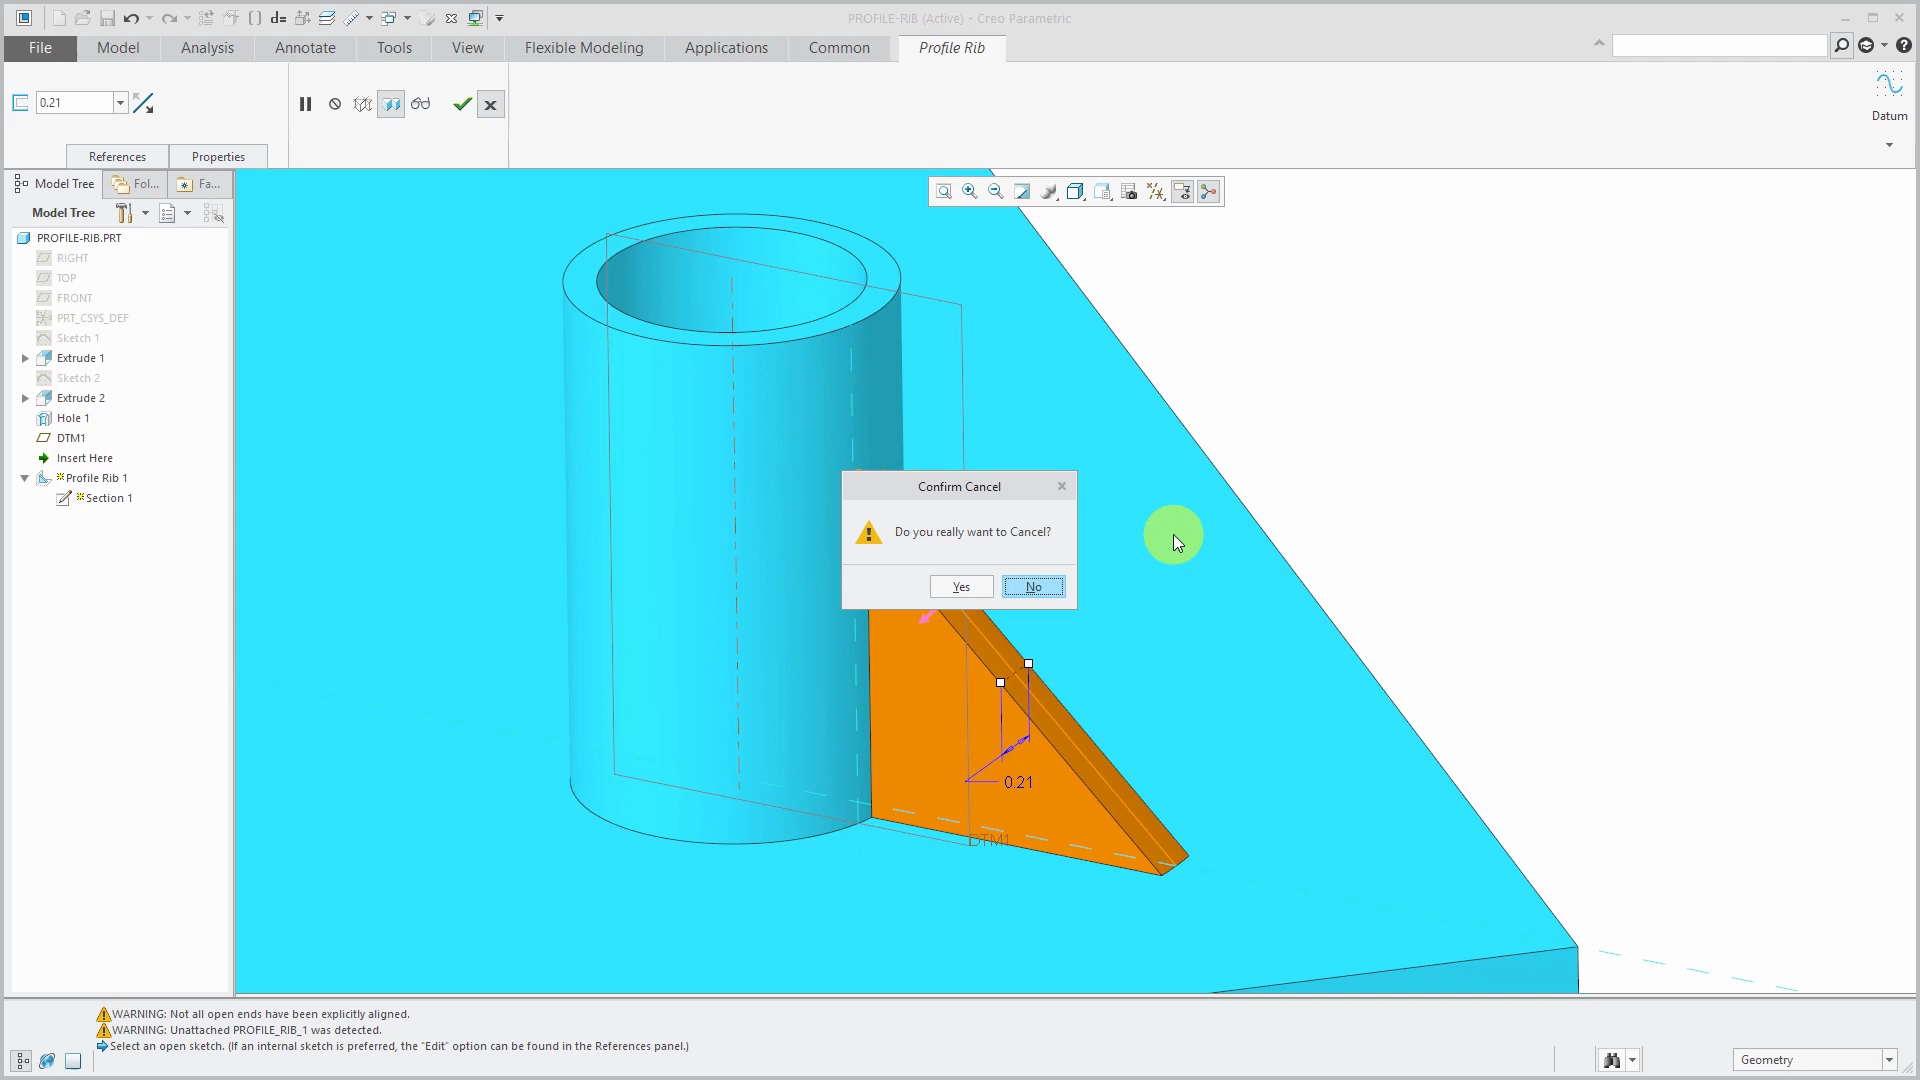 PROFILE-RIB (Active) - Creo Parametric
File Model Analysis Annotate Tools View Flexible Modeling Applications Common Profile Rib
0.21
Datum
References Properties
Model Tree Fol... Fa...
Model Tree
PROFILE-RIB.PRT
RIGHT
TOP
FRONT
PRT_CSYS_DEF
Sketch 1
Extrude 1
Sketch 2
Extrude 2
Hole 1
DTM1
Insert Here
Profile Rib 1
Section 1
Confirm Cancel
Do you really want to Cancel?
Yes No
0.21
DTM1
WARNING: Not all open ends have been explicitly aligned.
WARNING: Unattached PROFILE_RIB_1 was detected.
Select an open sketch. (If an internal sketch is preferred, the "Edit" option can be found in the References panel.)
Geometry